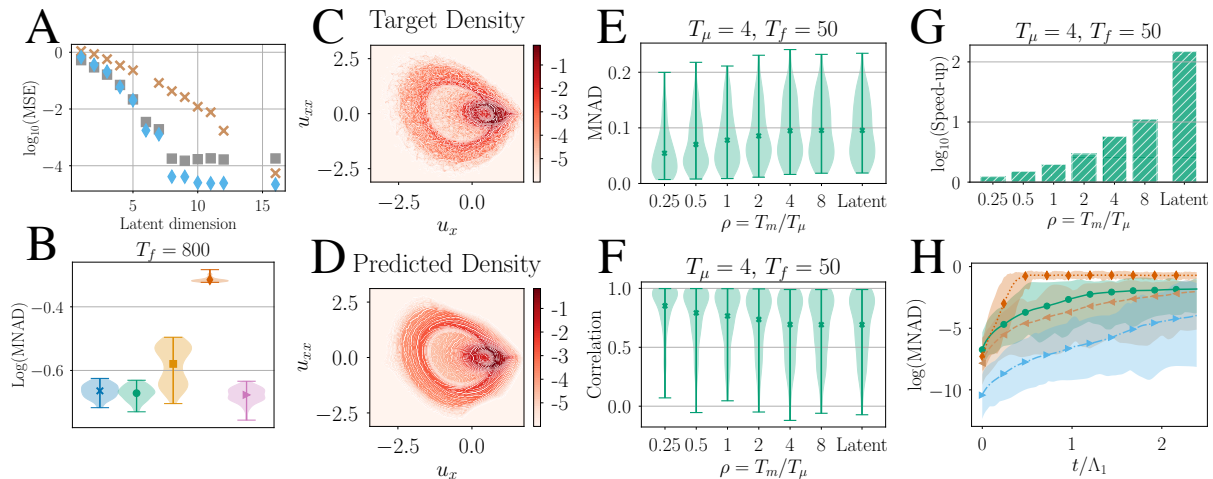 A
0
−2
−4
log₁₀(MSE)
5
10
15
Latent dimension
B
T_f = 800
−0.4
−0.6
Log(MNAD)
C
Target Density
2.5
0.0
−2.5
u_xx
−2.5
0.0
u_x
-1
-2
-3
-4
-5
D
Predicted Density
2.5
0.0
−2.5
u_xx
−2.5
0.0
u_x
-1
-2
-3
-4
-5
E
T_μ = 4, T_f = 50
0.2
0.1
0.0
MNAD
0.25 0.5 1 2 4 8 Latent
ρ = T_m/T_μ
F
T_μ = 4, T_f = 50
1.0
0.5
0.0
Correlation
0.25 0.5 1 2 4 8 Latent
ρ = T_m/T_μ
G
T_μ = 4, T_f = 50
2
0
log₁₀(Speed-up)
0.25 0.5 1 2 4 8 Latent
ρ = T_m/T_μ
H
0
−5
−10
log(MNAD)
0
1
2
t/Λ₁